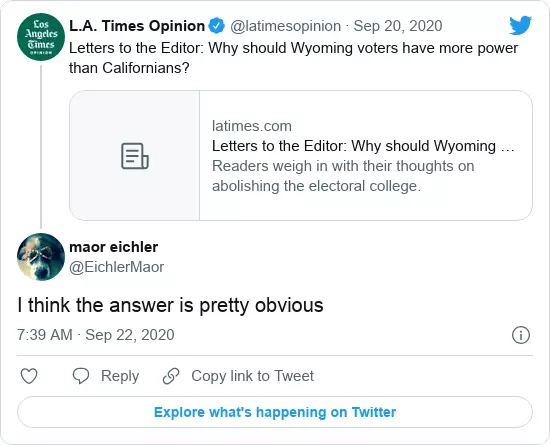 Los
Angeles
Times
OPINION
L.A. Times Opinion @latimesopinion · Sep 20, 2020
Letters to the Editor: Why should Wyoming voters have more power
than Californians?
latimes.com
Letters to the Editor: Why should Wyoming …
Readers weigh in with their thoughts on
abolishing the electoral college.
maor eichler
@EichlerMaor
I think the answer is pretty obvious
7:39 AM · Sep 22, 2020
Reply Copy link to Tweet
Explore what's happening on Twitter